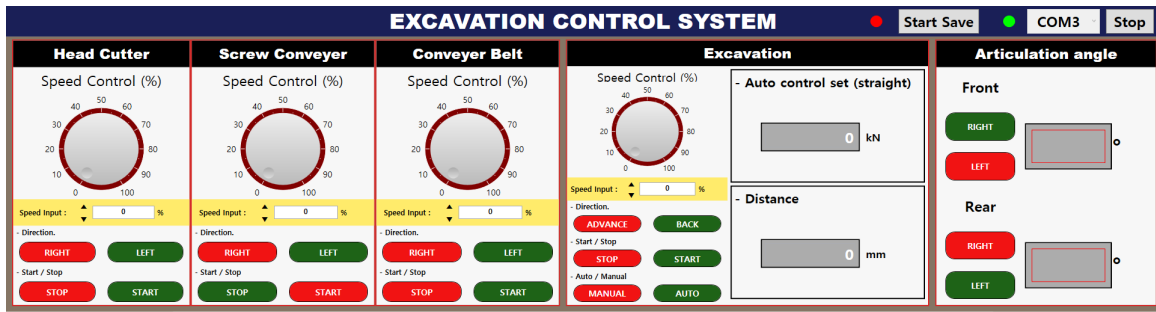 EXCAVATION CONTROL SYSTEM Start Save COM3 Stop
Head Cutter
Speed Control (%)
0 10 20 30 40 50 60 70 80 90 100
Speed Input : 0 %
- Direction.
RIGHT LEFT
- Start / Stop
STOP START
Screw Conveyer
Speed Control (%)
0 10 20 30 40 50 60 70 80 90 100
Speed Input : 0 %
- Direction.
RIGHT LEFT
- Start / Stop
STOP START
Conveyer Belt
Speed Control (%)
0 10 20 30 40 50 60 70 80 90 100
Speed Input : 0 %
- Direction.
RIGHT LEFT
- Start / Stop
STOP START
Excavation
Speed Control (%)
0 10 20 30 40 50 60 70 80 90 100
Speed Input : 0 %
- Direction.
ADVANCE BACK
- Start / Stop
STOP START
- Auto / Manual
MANUAL AUTO
- Auto control set (straight)
0 kN
- Distance
0 mm
Articulation angle
Front
RIGHT
LEFT
°
Rear
RIGHT
LEFT
°